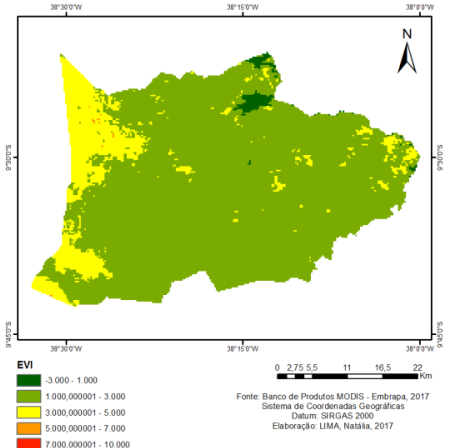 38°30'0"W 38°15'0"W 38°0'0"W
N
9°30'0"S 9°30'0"S
9°45'0"S 9°45'0"S
38°30'0"W 38°15'0"W 38°0'0"W
EVI
-3.000 - 1.000
1.000,000001 - 3.000
3.000,000001 - 5.000
5.000,000001 - 7.000
7.000,000001 - 10.000
0 2,75 5,5 11 16,5 22
Km
Fonte: Banco de Produtos MODIS - Embrapa, 2017
Sistema de Coordenadas Geográficas
Datum: SIRGAS 2000
Elaboração: LIMA, Natália, 2017